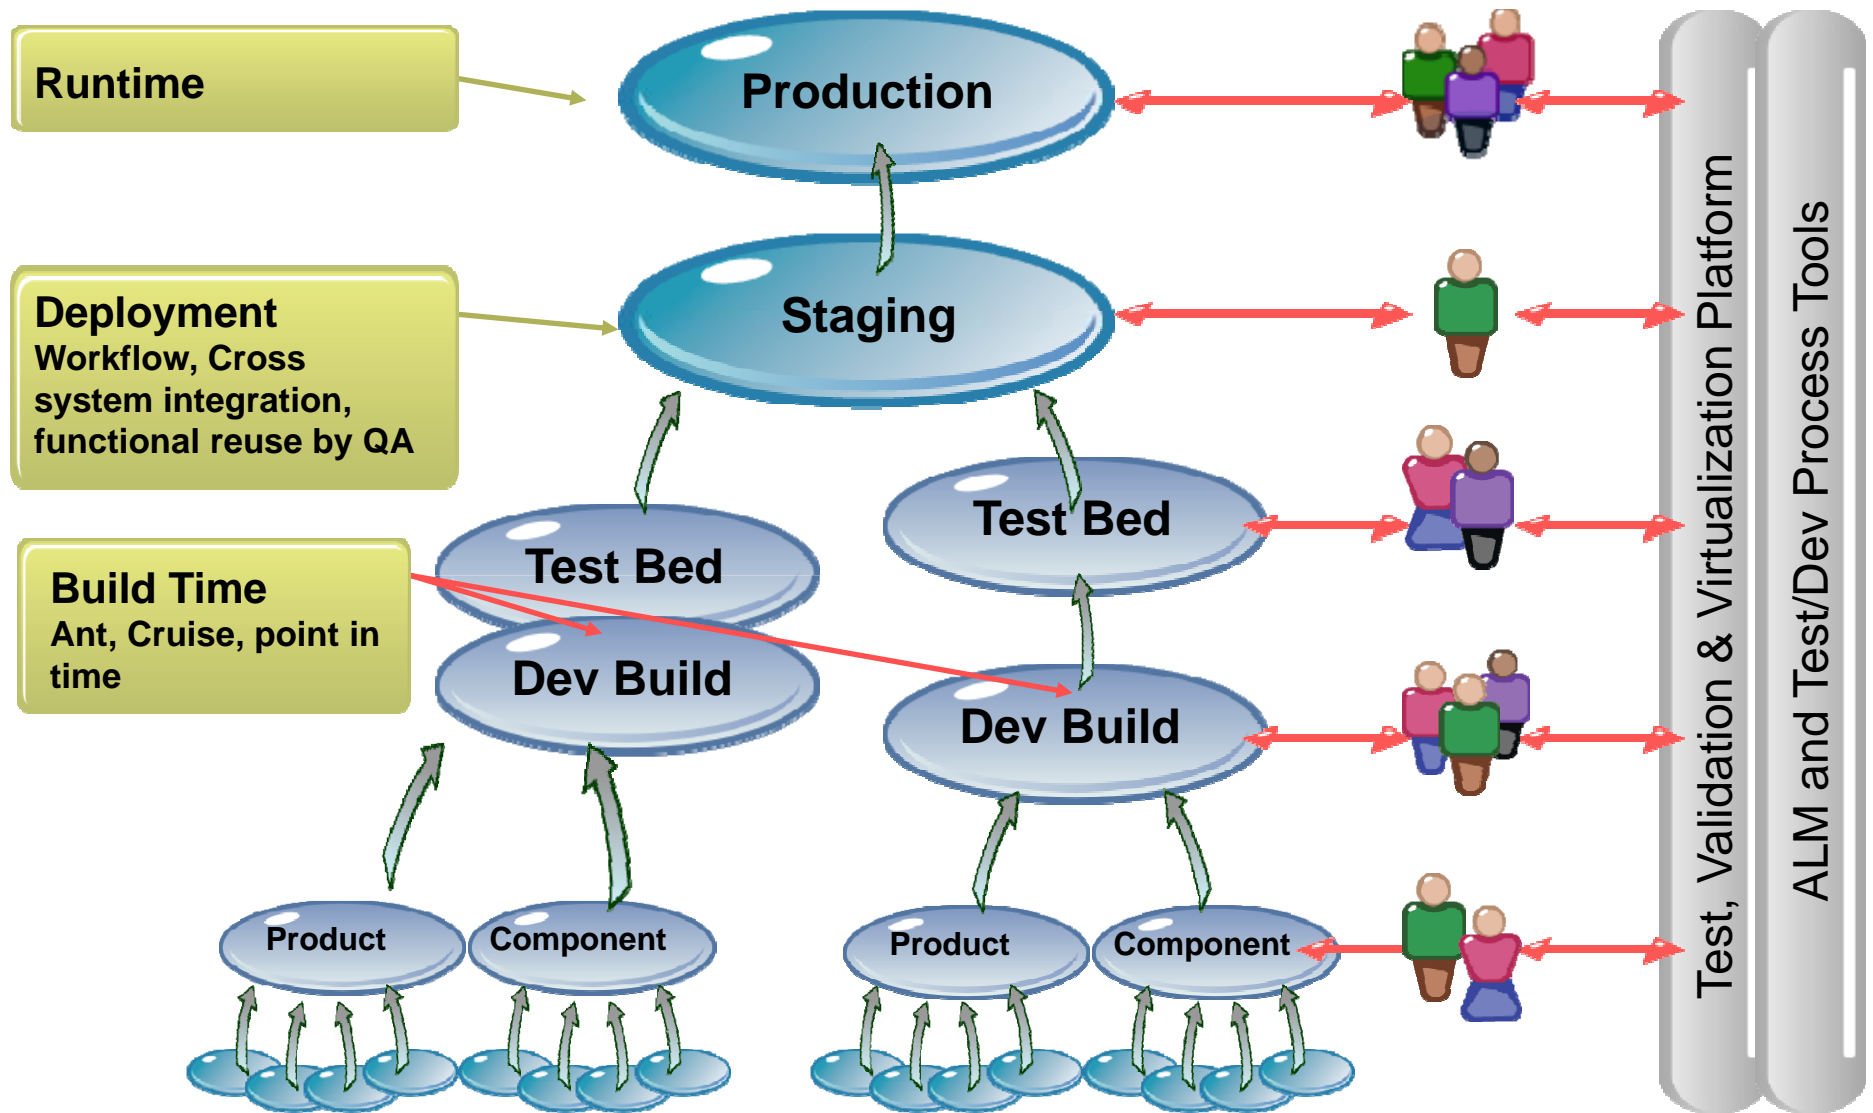 Runtime
Production
Deployment
Workflow, Cross
system integration,
functional reuse by QA
Staging
Test Bed
Test Bed
Build Time
Ant, Cruise, point in
time
Dev Build
Dev Build
Product
Component
Product
Component
Test, Validation & Virtualization Platform
ALM and Test/Dev Process Tools